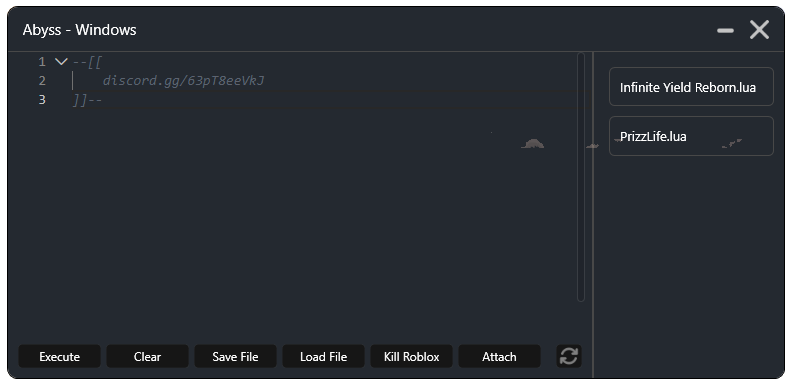 Abyss - Windows
1 --[[
2 discord.gg/63pT8eeVkJ
3 ]]--
Infinite Yield Reborn.lua
PrizzLife.lua
Execute Clear Save File Load File Kill Roblox Attach